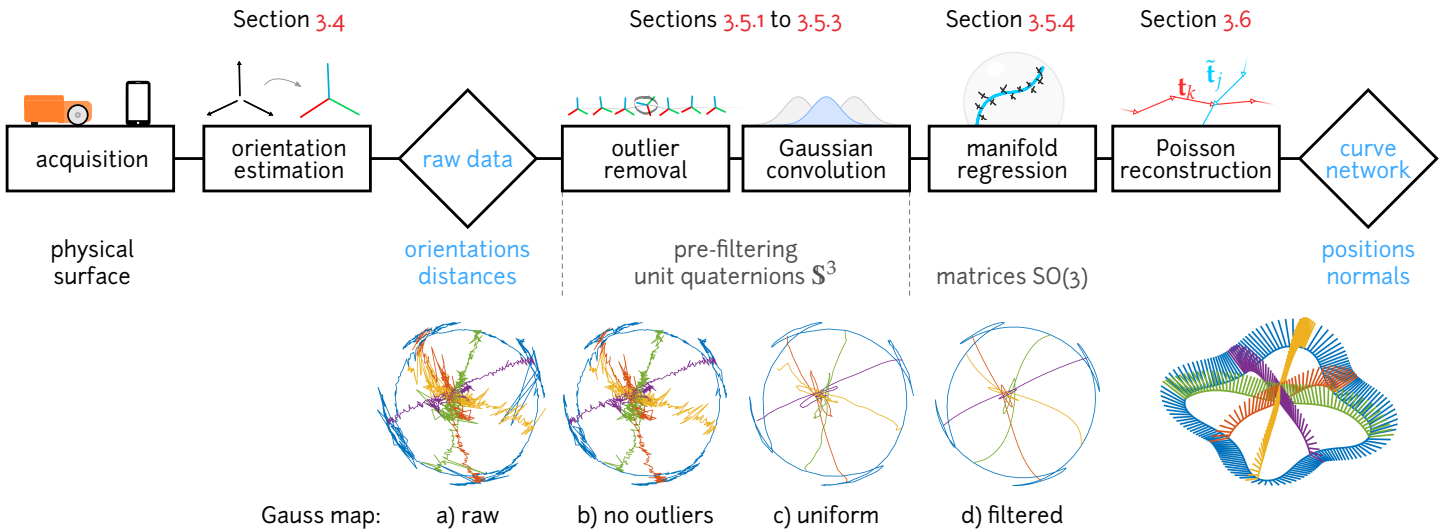 Section 3.4
Sections 3.5.1 to 3.5.3
Section 3.5.4
Section 3.6
t_k
t̃_j
acquisition
orientation
estimation
raw data
outlier
removal
Gaussian
convolution
manifold
regression
Poisson
reconstruction
curve
network
physical
surface
orientations
distances
pre-filtering
unit quaternions 𝕊³
matrices SO(3)
positions
normals
Gauss map:
a) raw
b) no outliers
c) uniform
d) filtered